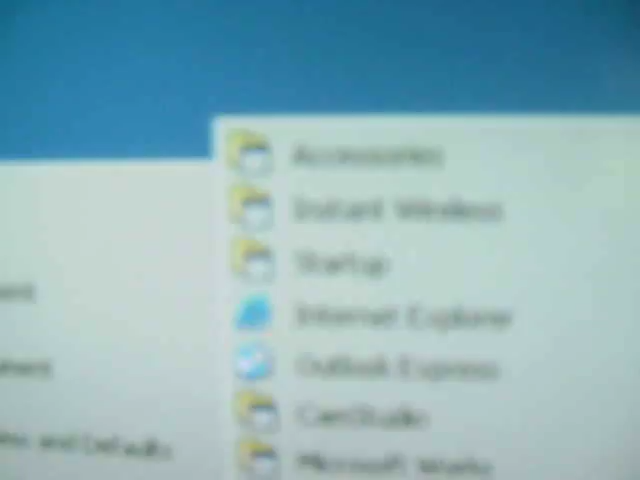 Accessories
Instant Wireless
Startup
Internet Explorer
Outlook Express
CamStudio
Microsoft Works
and Defaults